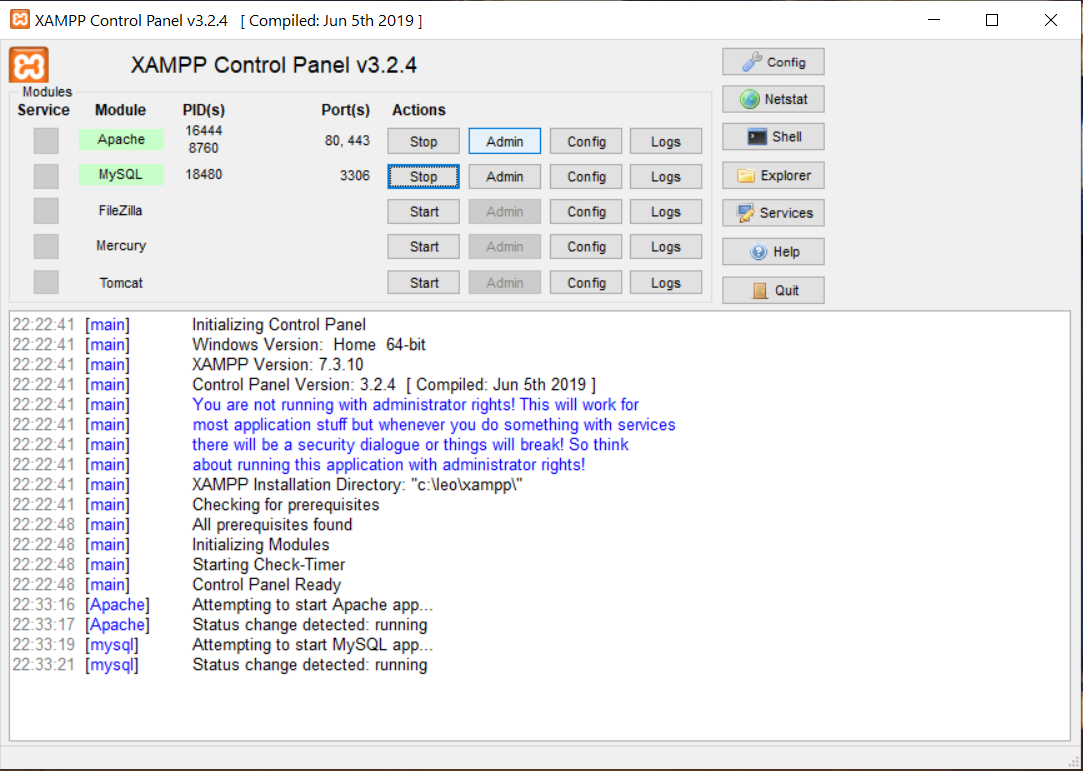 XAMPP Control Panel v3.2.4 [ Compiled: Jun 5th 2019 ]
XAMPP Control Panel v3.2.4
Config
Modules
Service Module PID(s) Port(s) Actions
Netstat
Apache 16444 8760 80, 443 Stop Admin Config Logs
Shell
MySQL 18480 3306 Stop Admin Config Logs
Explorer
FileZilla Start Admin Config Logs
Services
Mercury Start Admin Config Logs
Help
Tomcat Start Admin Config Logs
Quit
22:22:41 [main] Initializing Control Panel
22:22:41 [main] Windows Version: Home 64-bit
22:22:41 [main] XAMPP Version: 7.3.10
22:22:41 [main] Control Panel Version: 3.2.4 [ Compiled: Jun 5th 2019 ]
22:22:41 [main] You are not running with administrator rights! This will work for
22:22:41 [main] most application stuff but whenever you do something with services
22:22:41 [main] there will be a security dialogue or things will break! So think
22:22:41 [main] about running this application with administrator rights!
22:22:41 [main] XAMPP Installation Directory: "c:\leo\xampp\"
22:22:41 [main] Checking for prerequisites
22:22:48 [main] All prerequisites found
22:22:48 [main] Initializing Modules
22:22:48 [main] Starting Check-Timer
22:22:48 [main] Control Panel Ready
22:33:16 [Apache] Attempting to start Apache app...
22:33:17 [Apache] Status change detected: running
22:33:19 [mysql] Attempting to start MySQL app...
22:33:21 [mysql] Status change detected: running